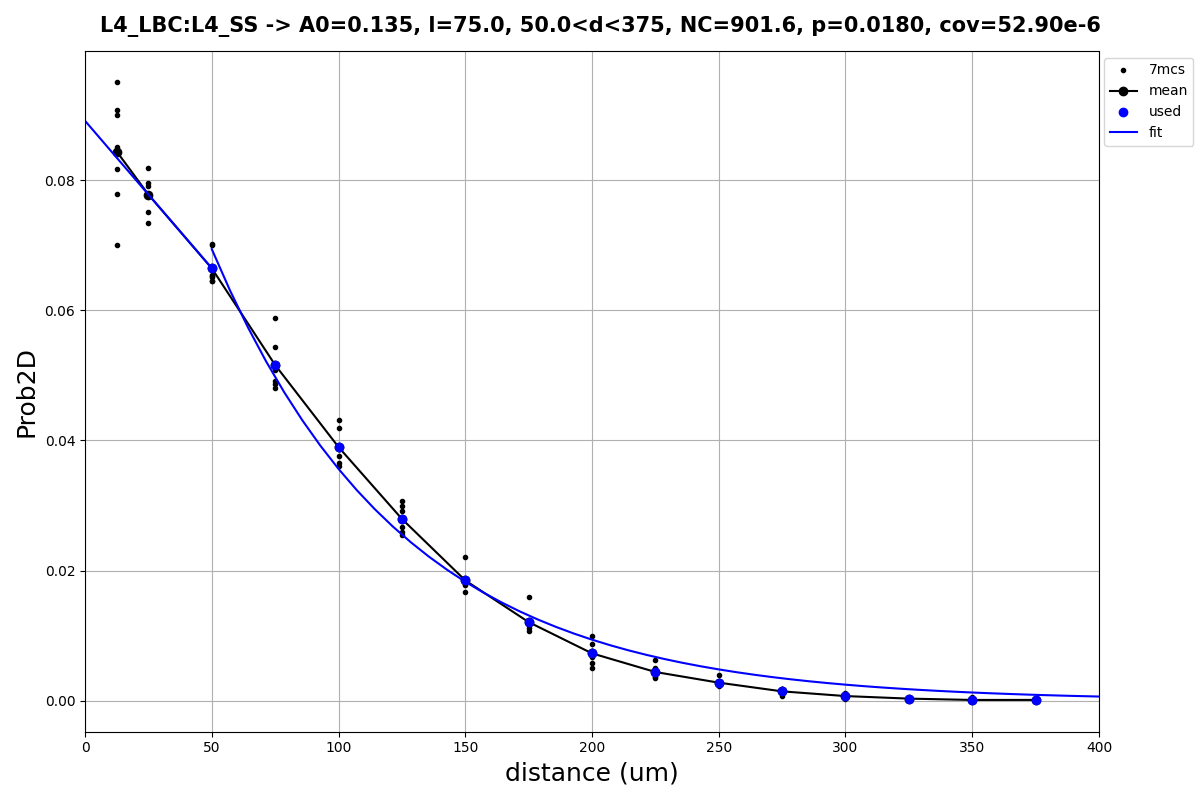 L4_LBC:L4_SS -> A0=0.135, l=75.0, 50.0<d<375, NC=901.6, p=0.0180, cov=52.90e-6
7mcs
mean
used
fit
Prob2D
0.08
0.06
0.04
0.02
0.00
0 50 100 150 200 250 300 350 400
distance (um)